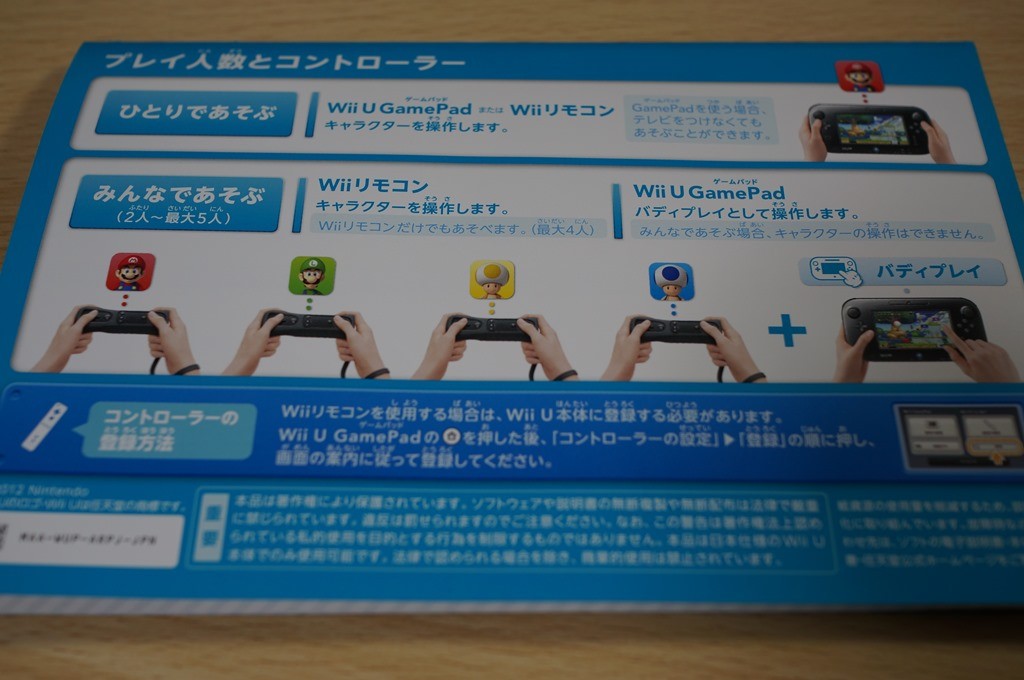 プレイ人数とコントローラー
ひとりであそぶ
Wii U GamePad または Wiiリモコン
キャラクターを操作します。
GamePadを使う場合、
テレビをつけなくても
あそぶことができます。
みんなであそぶ
(2人~最大5人)
Wiiリモコン
キャラクターを操作します。
Wiiリモコンだけでもあそべます。(最大4人)
Wii U GamePad
バディプレイとして操作します。
みんなであそぶ場合、キャラクターの操作はできません。
+
バディプレイ
コントローラーの
登録方法
Wiiリモコンを使用する場合は、Wii U本体に登録する必要があります。
Wii U GamePadの を押した後、「コントローラーの設定」▶「登録」の順に押し、
画面の案内に従って登録してください。
2012 Nintendo
のロゴ・Wii Uは任天堂の商標です。
重要
本品は著作権により保護されています。ソフトウェアや説明書の無断複製や無断配布は法律で厳重
に禁じられています。違反は罰せられますのでご注意ください。なお、この警告は著作権法上認め
られている私的使用を目的とする行為を制限するものではありません。本品は日本仕様のWii U
本体でのみ使用可能です。法律で認められる場合を除き、商業的使用は禁止されています。